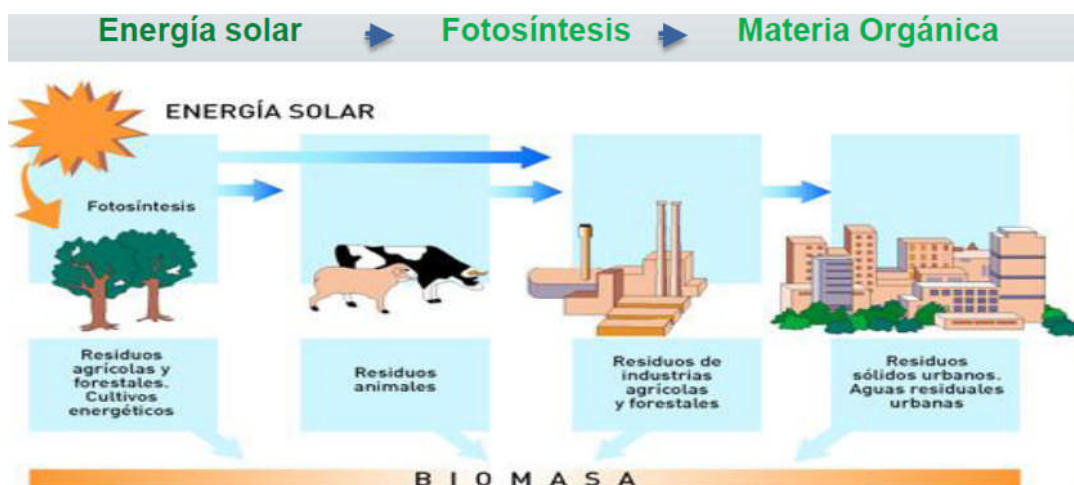 Energía solar Fotosíntesis Materia Orgánica
ENERGÍA SOLAR
Fotosíntesis
Residuos
agrícolas y
forestales.
Cultivos
energéticos
Residuos
animales
Residuos de
industrias
agrícolas
y forestales
Residuos
sólidos urbanos.
Aguas residuales
urbanas
BIOMASA